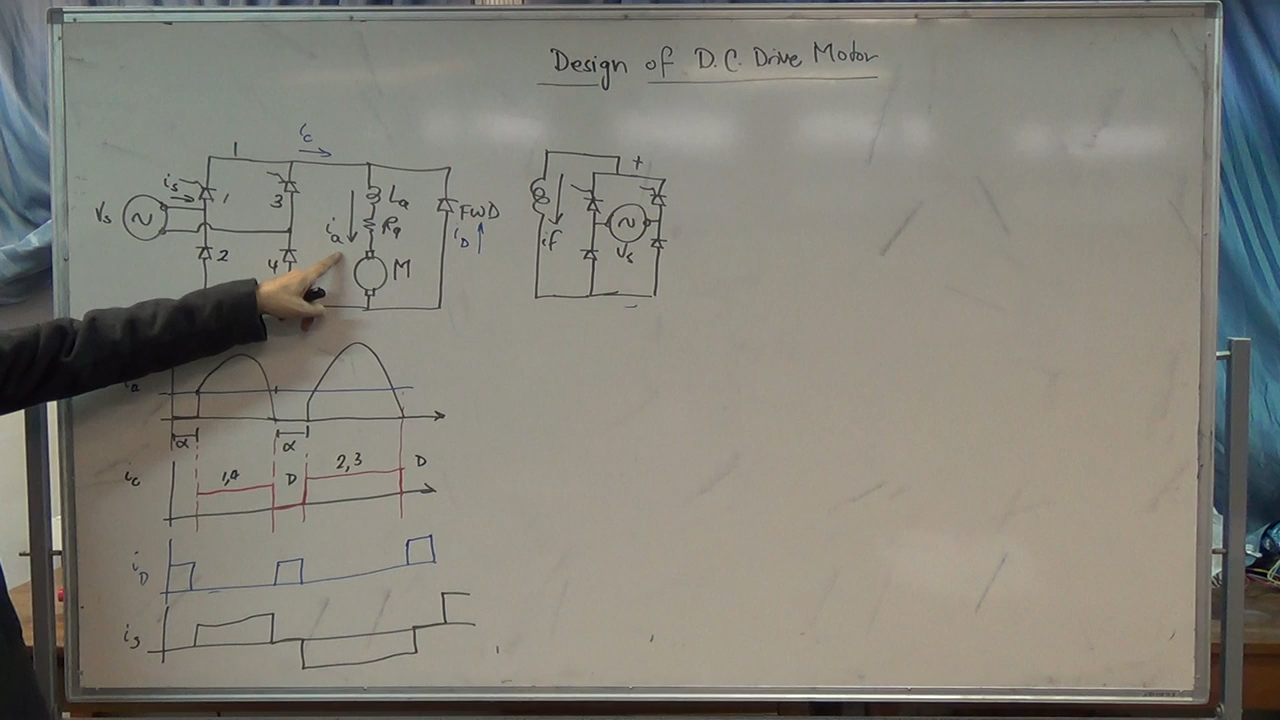 Design of D.C. Drive Motor
1
ic
is
Vs
~
1
3
2
4
ia
La
Ra
M
FWD
iD
+
if
~
Vs
-
ia
α
α
ic
1,4
D
2,3
D
iD
is